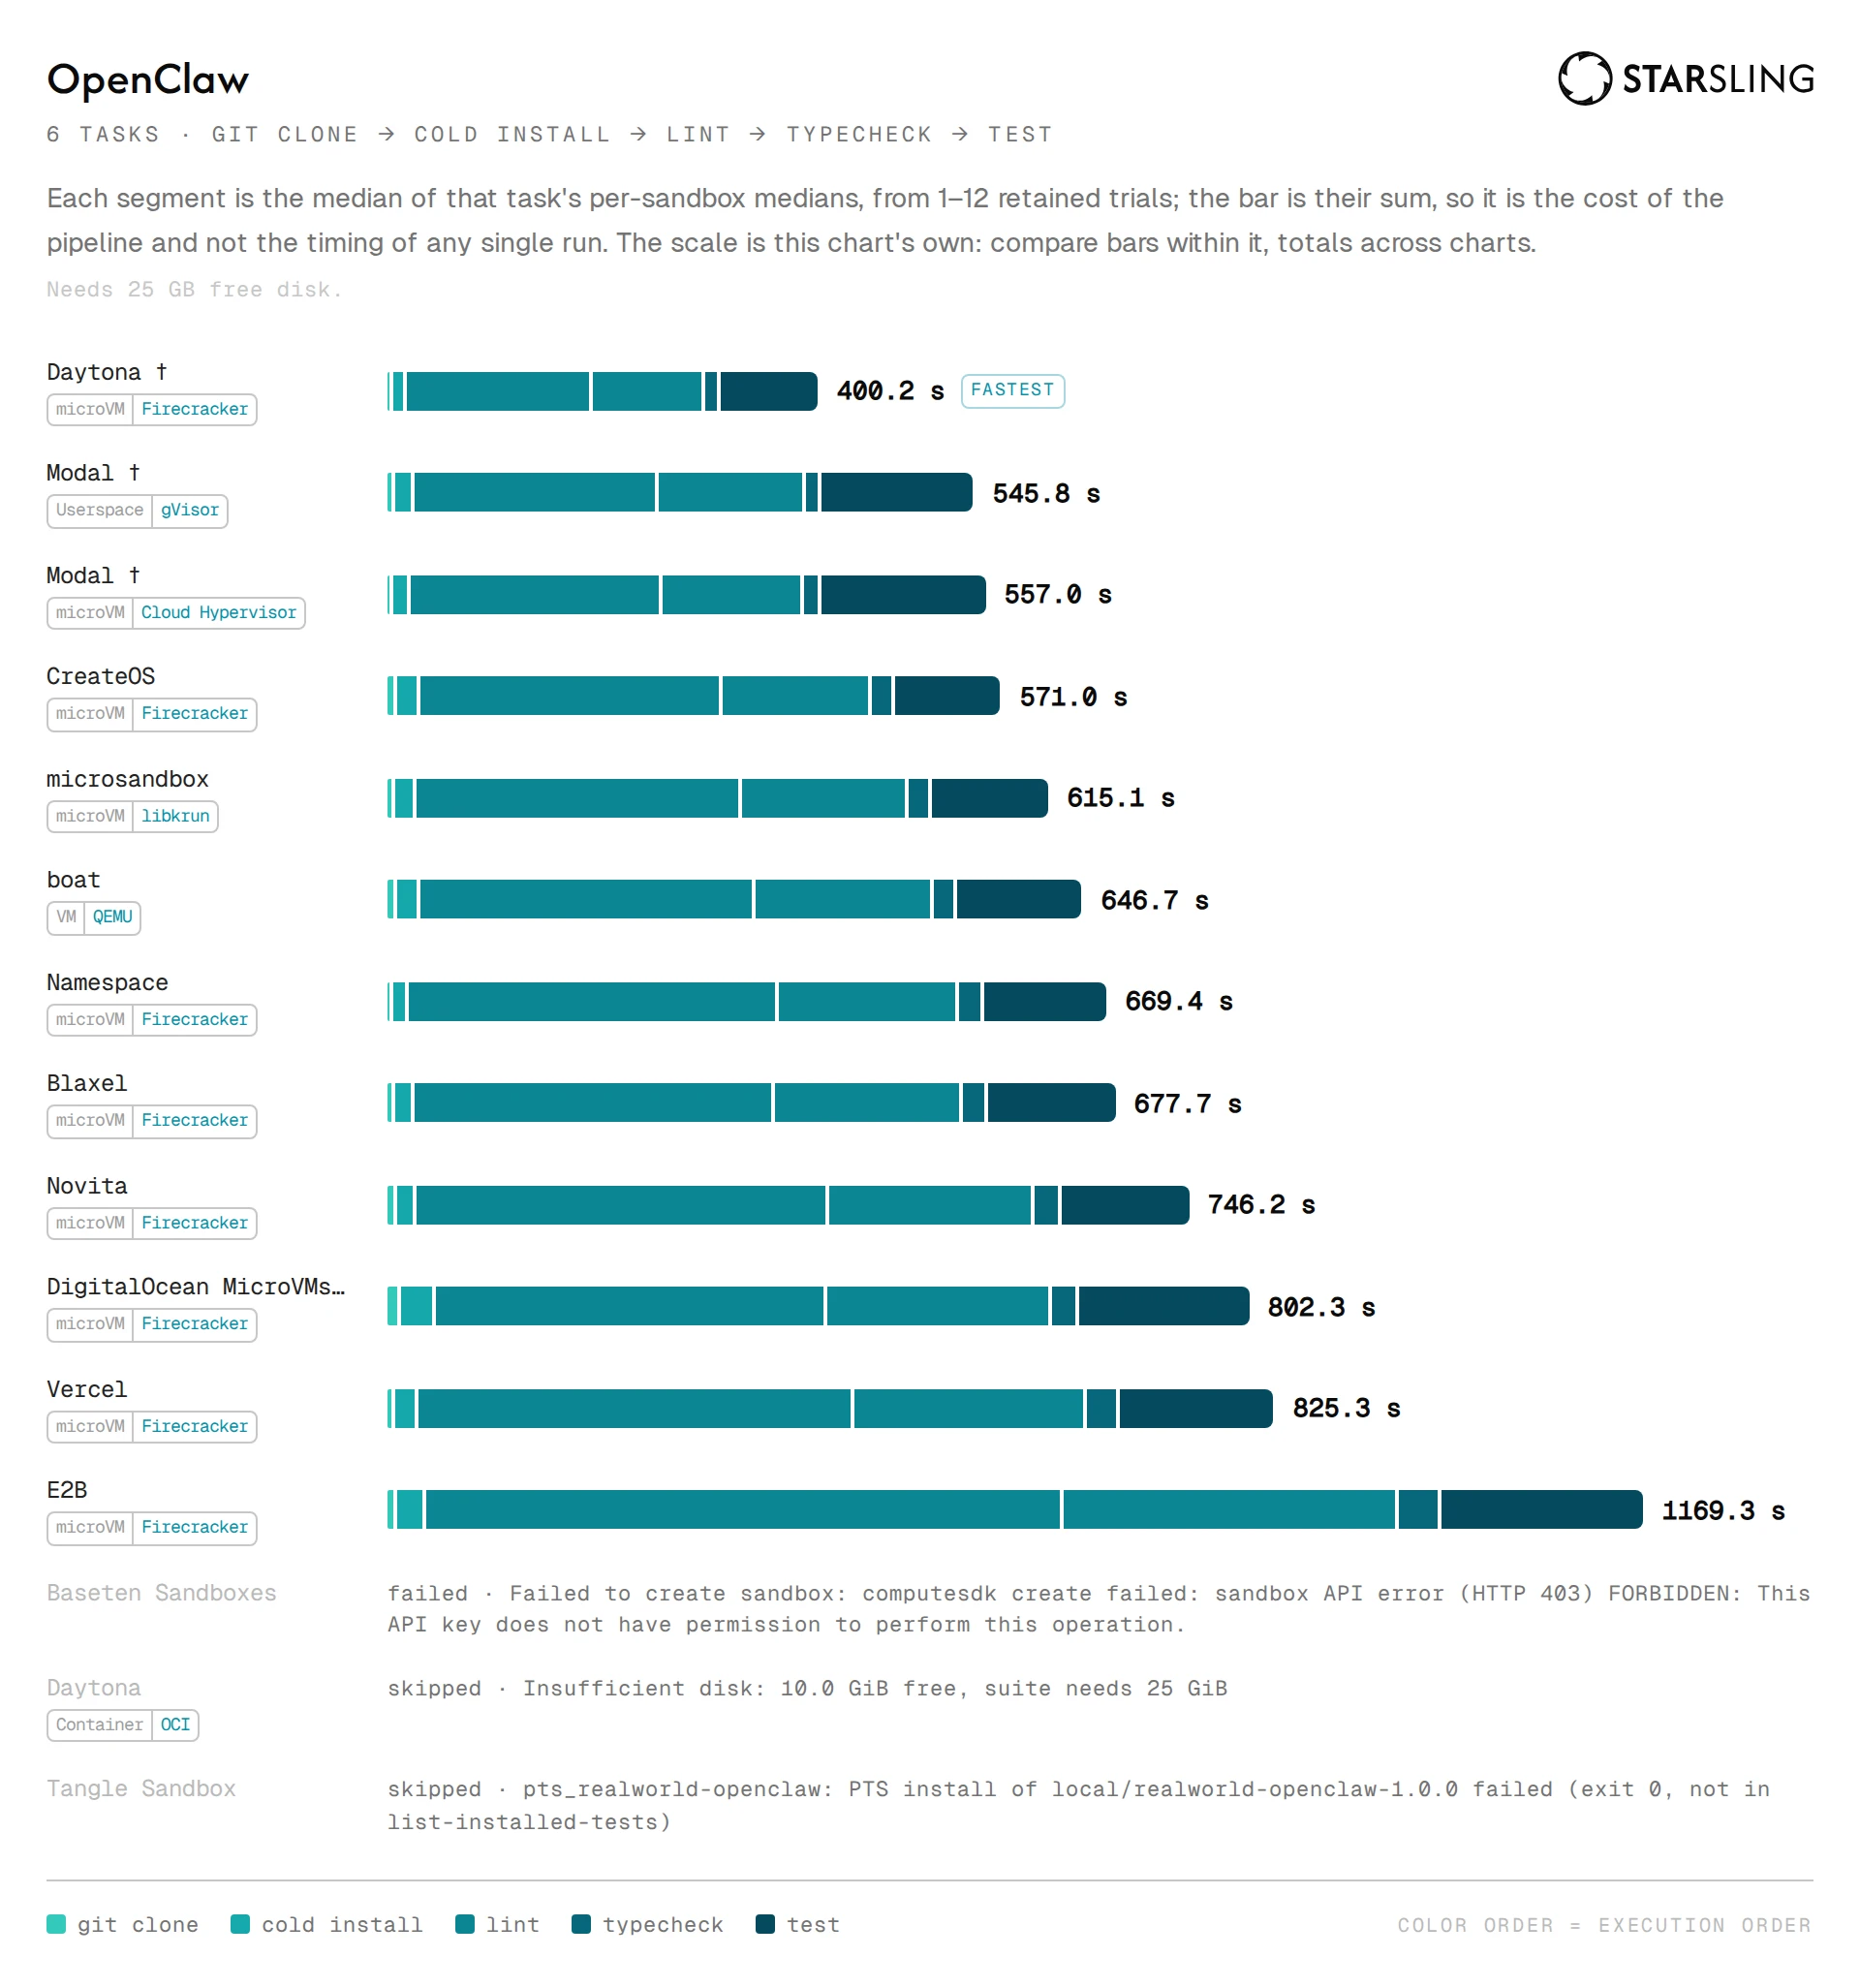 OpenClaw
STARSLING
6 TASKS · GIT CLONE → COLD INSTALL → LINT → TYPECHECK → TEST
Each segment is the median of that task's per-sandbox medians, from 1–12 retained trials; the bar is their sum, so it is the cost of the
pipeline and not the timing of any single run. The scale is this chart's own: compare bars within it, totals across charts.
Needs 25 GB free disk.
Daytona †
microVM Firecracker
400.2 s FASTEST
Modal †
Userspace gVisor
545.8 s
Modal †
microVM Cloud Hypervisor
557.0 s
CreateOS
microVM Firecracker
571.0 s
microsandbox
microVM libkrun
615.1 s
boat
VM QEMU
646.7 s
Namespace
microVM Firecracker
669.4 s
Blaxel
microVM Firecracker
677.7 s
Novita
microVM Firecracker
746.2 s
DigitalOcean MicroVMs…
microVM Firecracker
802.3 s
Vercel
microVM Firecracker
825.3 s
E2B
microVM Firecracker
1169.3 s
Baseten Sandboxes
failed · Failed to create sandbox: computesdk create failed: sandbox API error (HTTP 403) FORBIDDEN: This
API key does not have permission to perform this operation.
Daytona
Container OCI
skipped · Insufficient disk: 10.0 GiB free, suite needs 25 GiB
Tangle Sandbox
skipped · pts_realworld-openclaw: PTS install of local/realworld-openclaw-1.0.0 failed (exit 0, not in
list-installed-tests)
git clone cold install lint typecheck test
COLOR ORDER = EXECUTION ORDER